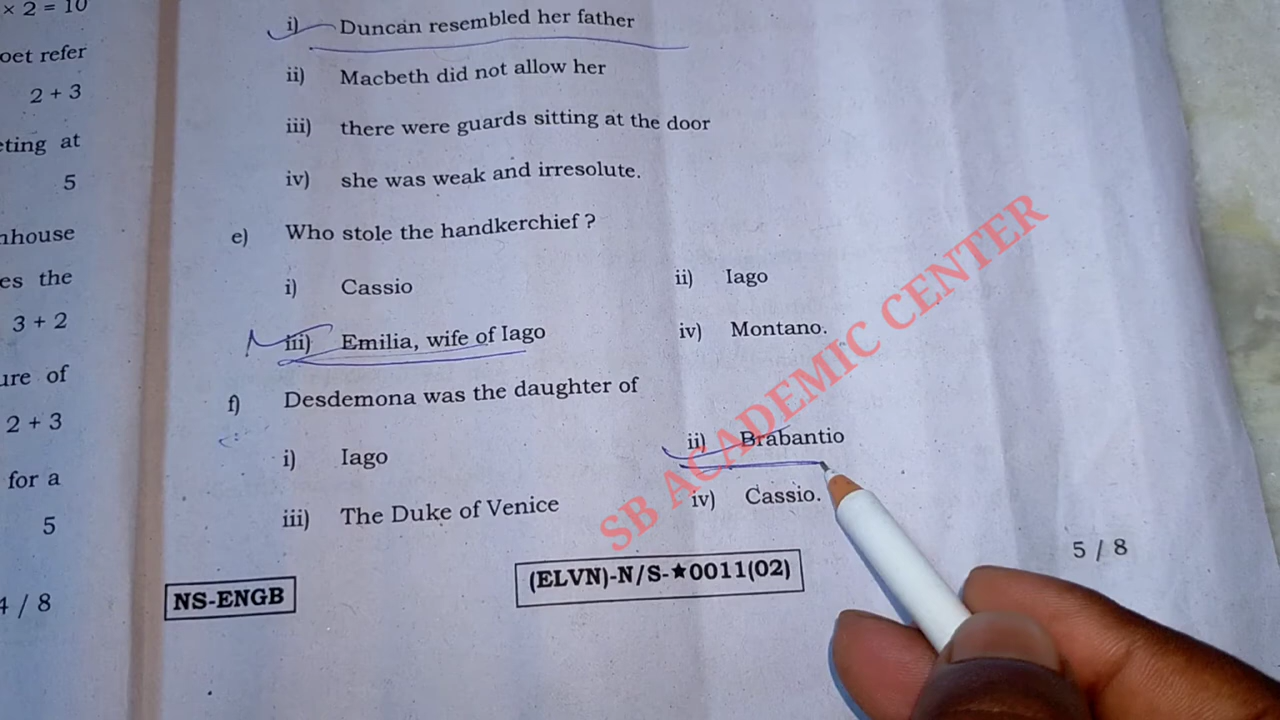 × 2 = 10
oet refer
2 + 3
ting at
5
nhouse
es the
3 + 2
ure of
2 + 3
for a
5
4 / 8
i) Duncan resembled her father
ii) Macbeth did not allow her
iii) there were guards sitting at the door
iv) she was weak and irresolute.
e) Who stole the handkerchief ?
i) Cassio ii) Iago
iii) Emilia, wife of Iago iv) Montano.
f) Desdemona was the daughter of
i) Iago ii) Brabantio
iii) The Duke of Venice iv) Cassio.
5 / 8
NS-ENGB (ELVN)-N/S-★0011(02)
SB ACADEMIC CENTER